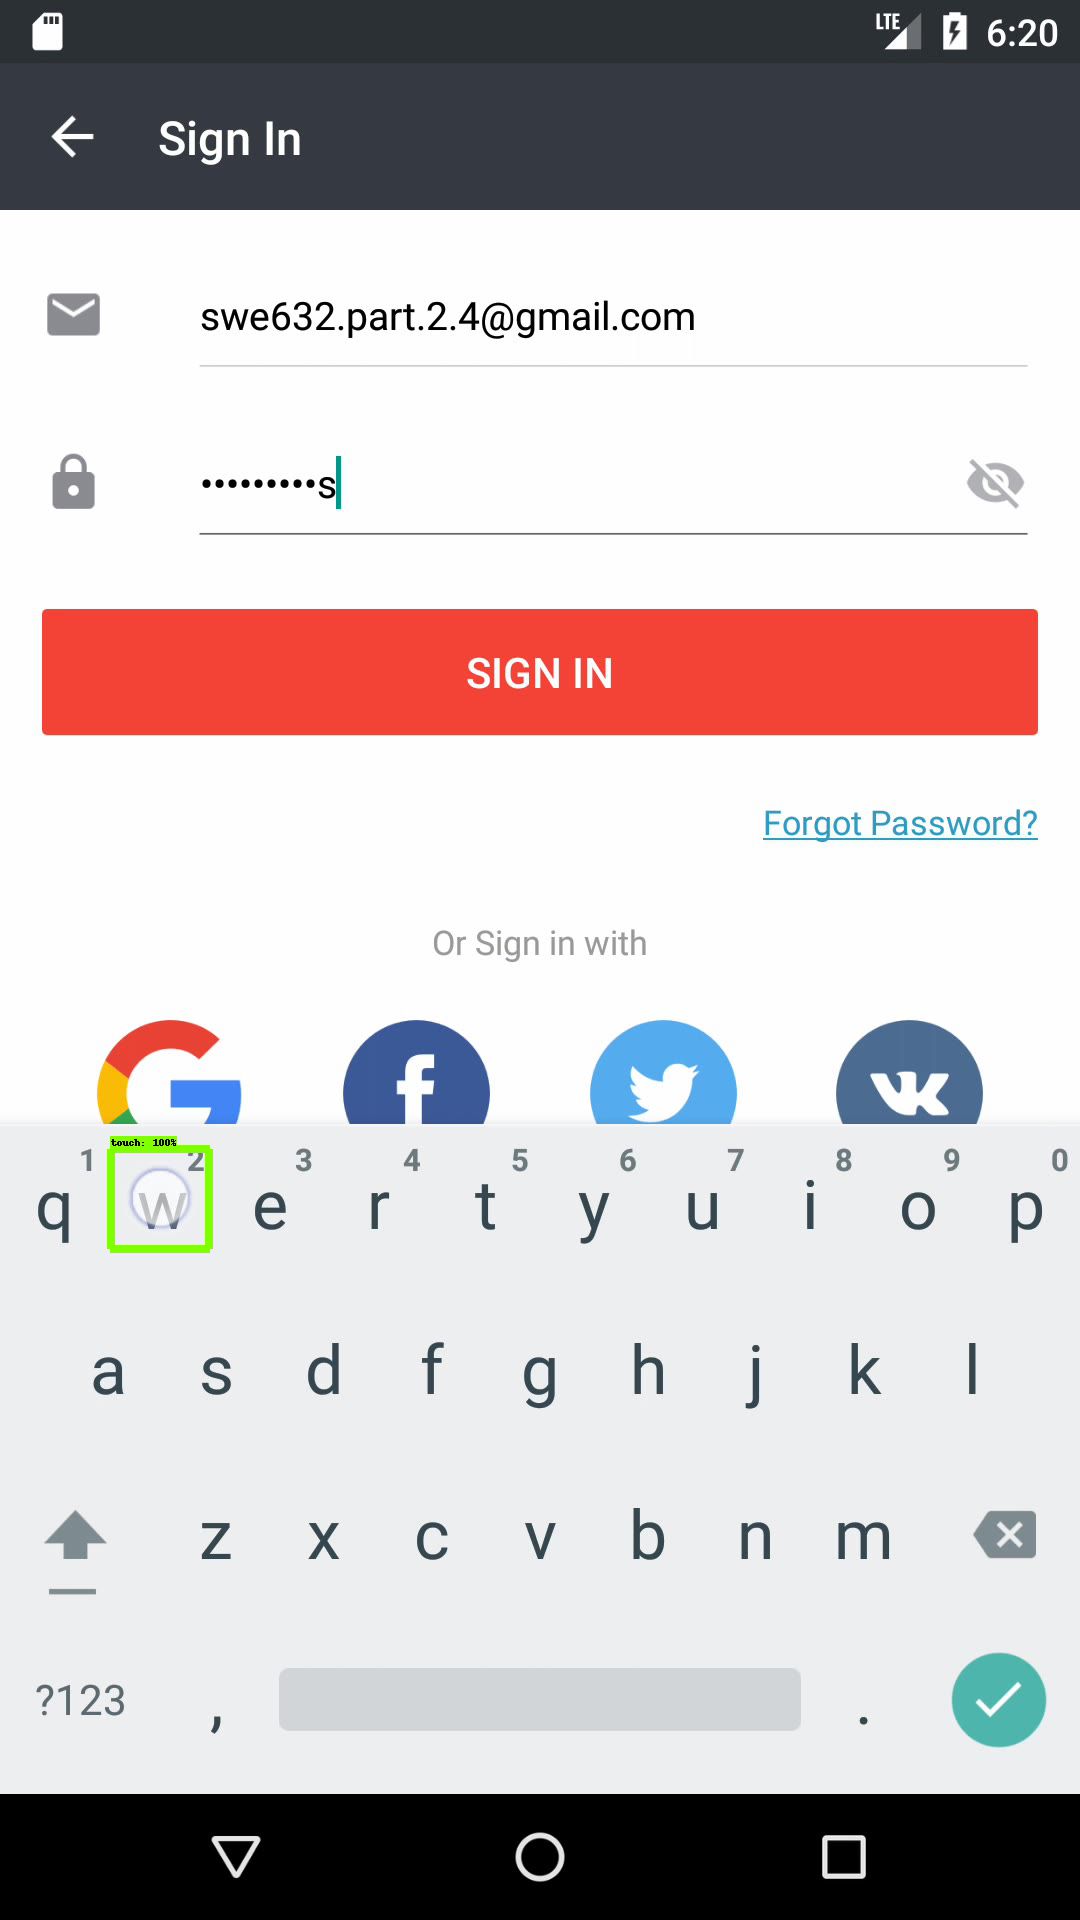 LTE 6:20
Sign In
swe632.part.2.4@gmail.com
•••••••••s
SIGN IN
Forgot Password?
Or Sign in with
touch: 100%
1 2 3 4 5 6 7 8 9 0
q w e r t y u i o p
a s d f g h j k l
z x c v b n m
?123 , .